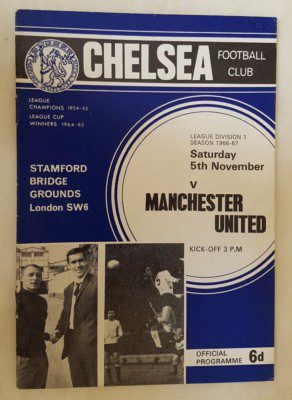 CHELSEA
FOOTBALL
CLUB
LEAGUE
CHAMPIONS 1954-55
LEAGUE CUP
WINNERS 1964-65
STAMFORD
BRIDGE
GROUNDS
London SW6
LEAGUE DIVISION 1
SEASON 1966-67
Saturday
5th November
v
MANCHESTER
UNITED
KICK-OFF 3 P.M
OFFICIAL
PROGRAMME
6d